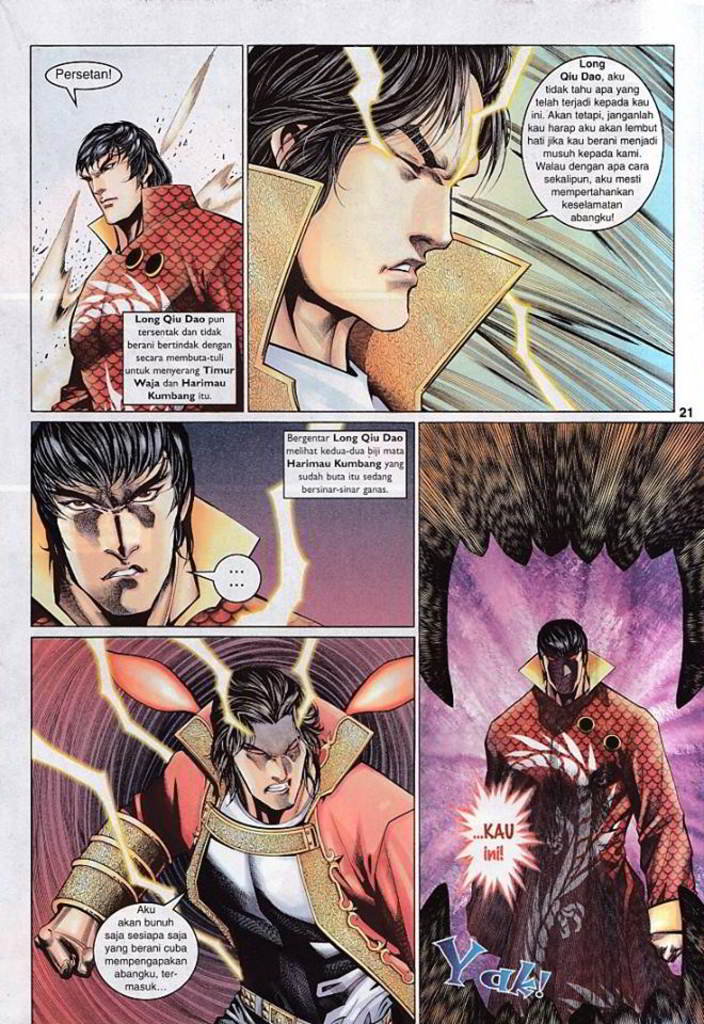 Persetan!
Long
Qiu Dao, aku
tidak tahu apa yang
telah terjadi kepada kau
ini. Akan tetapi, janganlah
kau harap aku akan lembut
hati jika kau berani menjadi
musuh kepada kami.
Walau dengan apa cara
sekalipun, aku mesti
mempertahankan
keselamatan
abangku!
Long Qiu Dao pun
tersentak dan tidak
berani bertindak dengan
secara membuta-tuli
untuk menyerang Timur
Waja dan Harimau
Kumbang itu.
21
Bergentar Long Qiu Dao
melihat kedua-dua biji mata
Harimau Kumbang yang
sudah buta itu sedang
bersinar-sinar ganas.
...
...
Aku
akan bunuh
saja sesiapa saja
yang berani cuba
mempengapakan
abangku, ter-
masuk...
...KAU
ini!
Yak!